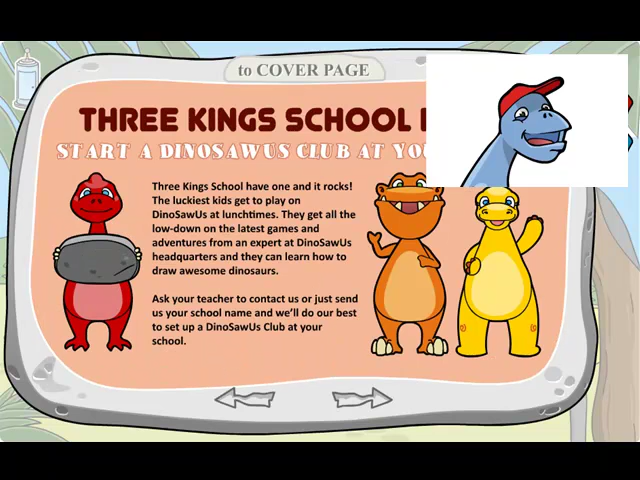 to COVER PAGE
THREE KINGS SCHOOL
START A DINOSAWUS CLUB AT
Three Kings School have one and it rocks!
The luckiest kids get to play on
DinoSawUs at lunchtimes. They get all the
low-down on the latest games and
adventures from an expert at DinoSawUs
headquarters and they can learn how to
draw awesome dinosaurs.
Ask your teacher to contact us or just send
us your school name and we'll do our best
to set up a DinoSawUs Club at your
school.